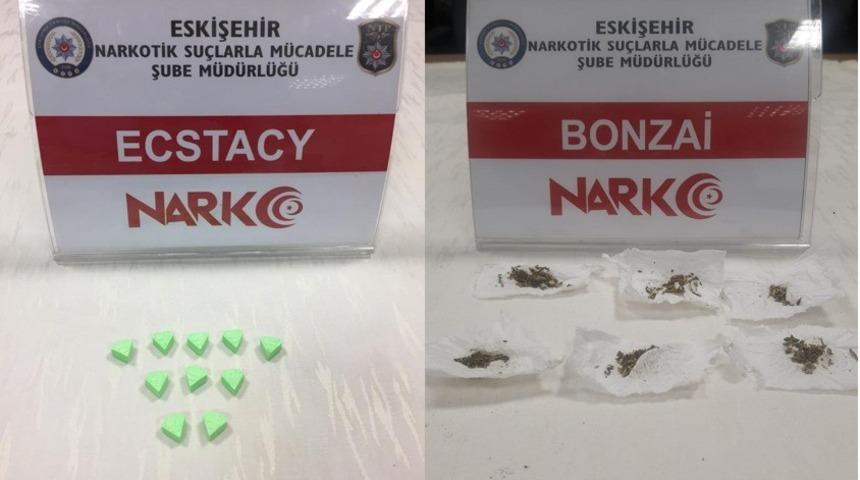 ESKİŞEHİR
NARKOTİK SUÇLARLA MÜCADELE
ŞUBE MÜDÜRLÜĞÜ
ECSTACY
NARKO
ESKİŞEHİR
NARKOTİK SUÇLARLA MÜCADELE
ŞUBE MÜDÜRLÜĞÜ
BONZAİ
NARKO